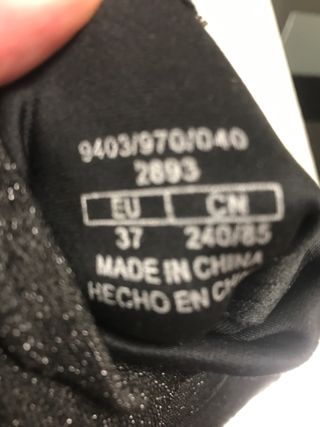 9403/970/040
2893
EU CN
37 240/85
MADE IN CHINA
HECHO EN